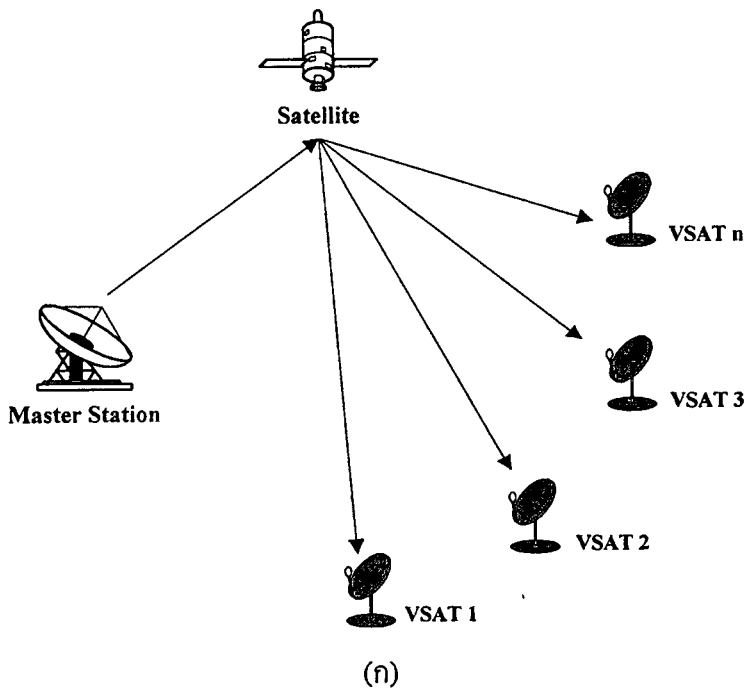 Satellite
VSAT n
VSAT 3
Master Station
VSAT 2
VSAT 1
(ก)